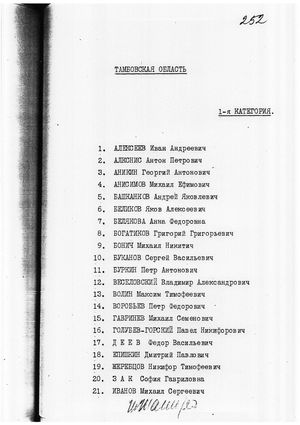 252
ТАМБОВСКАЯ ОБЛАСТЬ
1-я КАТЕГОРИЯ.
1. АЛЕКСЕЕВ Иван Андреевич
2. АЛКСНИС Антон Петрович
3. АНИКИН Георгий Антонович
4. АНИСИМОВ Михаил Ефимович
5. БАШКАНКОВ Андрей Яковлевич
6. БЕЛИКОВ Яков Алексеевич
7. БЕЛЯКОВА Анна Федоровна
8. БОГАТИКОВ Григорий Григорьевич
9. БОНИЧ Михаил Никитич
10. БУКАНОВ Сергей Васильевич
11. БУРКИН Петр Антонович
12. ВЕСЕЛОВСКИЙ Владимир Александрович
13. ВОЛИН Максим Тимофеевич
14. ВОРОБЬЕВ Петр Федорович
15. ГАВРИНЕВ Михаил Семенович
16. ГОЛУБЕВ-ГОРСКИЙ Павел Никифорович
17. Д Е Е В Федор Васильевич
18. ЕПИШКИН Дмитрий Павлович
19. ЖЕРЕБЦОВ Никифор Тимофеевич
20. З А К София Гавриловна
21. ИВАНОВ Михаил Сергеевич